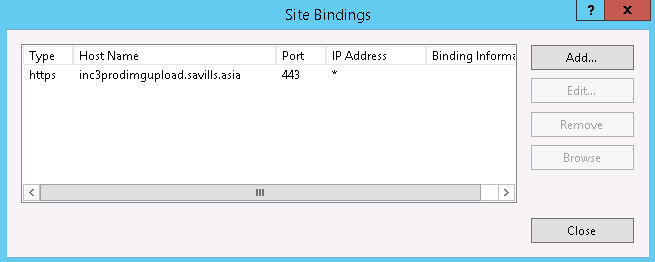 Site Bindings
? X
Type Host Name Port IP Address Binding Informa
https inc3prodimgupload.savills.asia 443 *
Add...
Edit...
Remove
Browse
Close